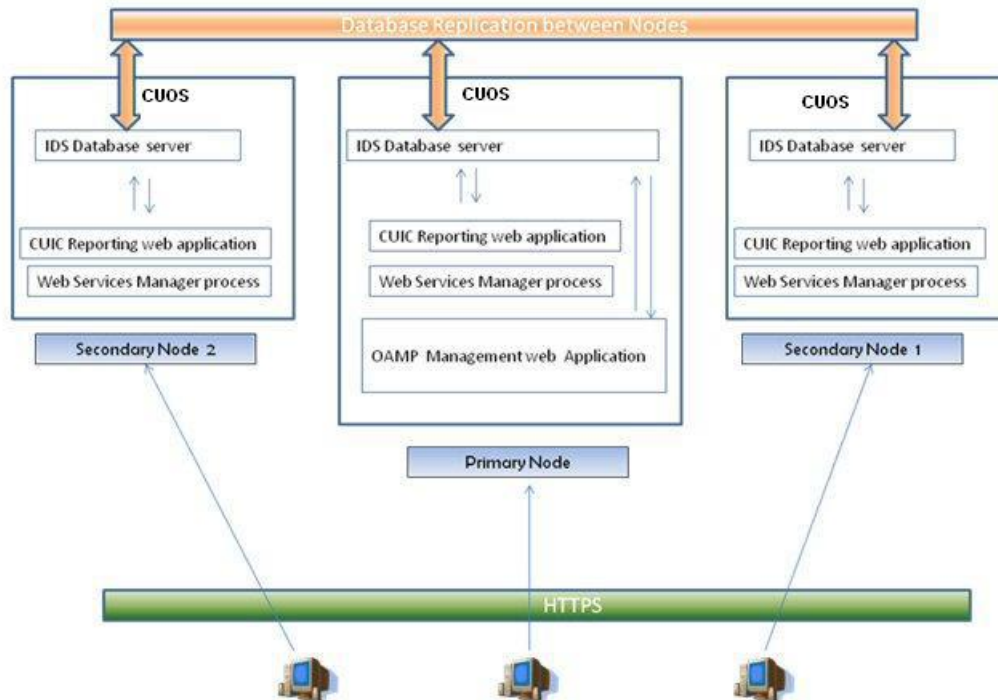 Database Replication between Nodes
CUOS
IDS Database server
CUIC Reporting web application
Web Services Manager process
Secondary Node 2
CUOS
IDS Database server
CUIC Reporting web application
Web Services Manager process
OAMP Management web Application
Primary Node
CUOS
IDS Database server
CUIC Reporting web application
Web Services Manager process
Secondary Node 1
HTTPS